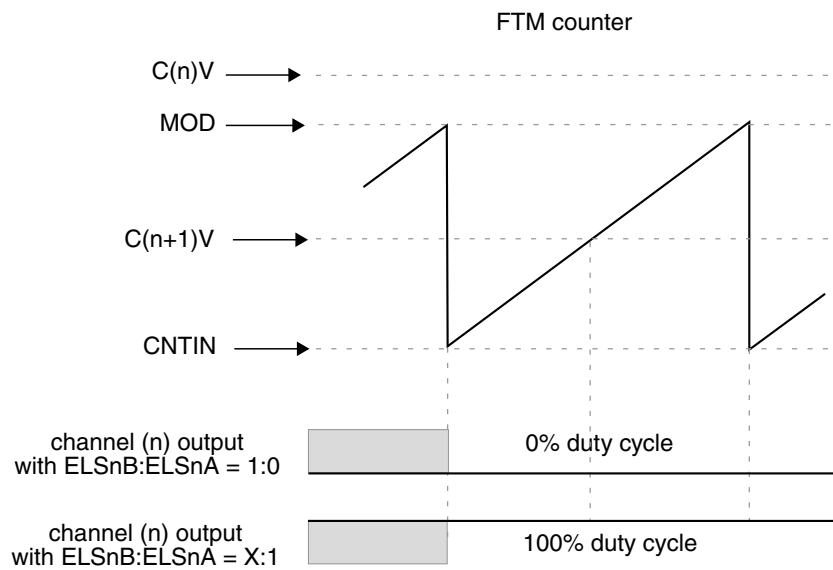 FTM counter
C(n)V
MOD
C(n+1)V
CNTIN
channel (n) output
with ELSnB:ELSnA = 1:0
0% duty cycle
channel (n) output
with ELSnB:ELSnA = X:1
100% duty cycle